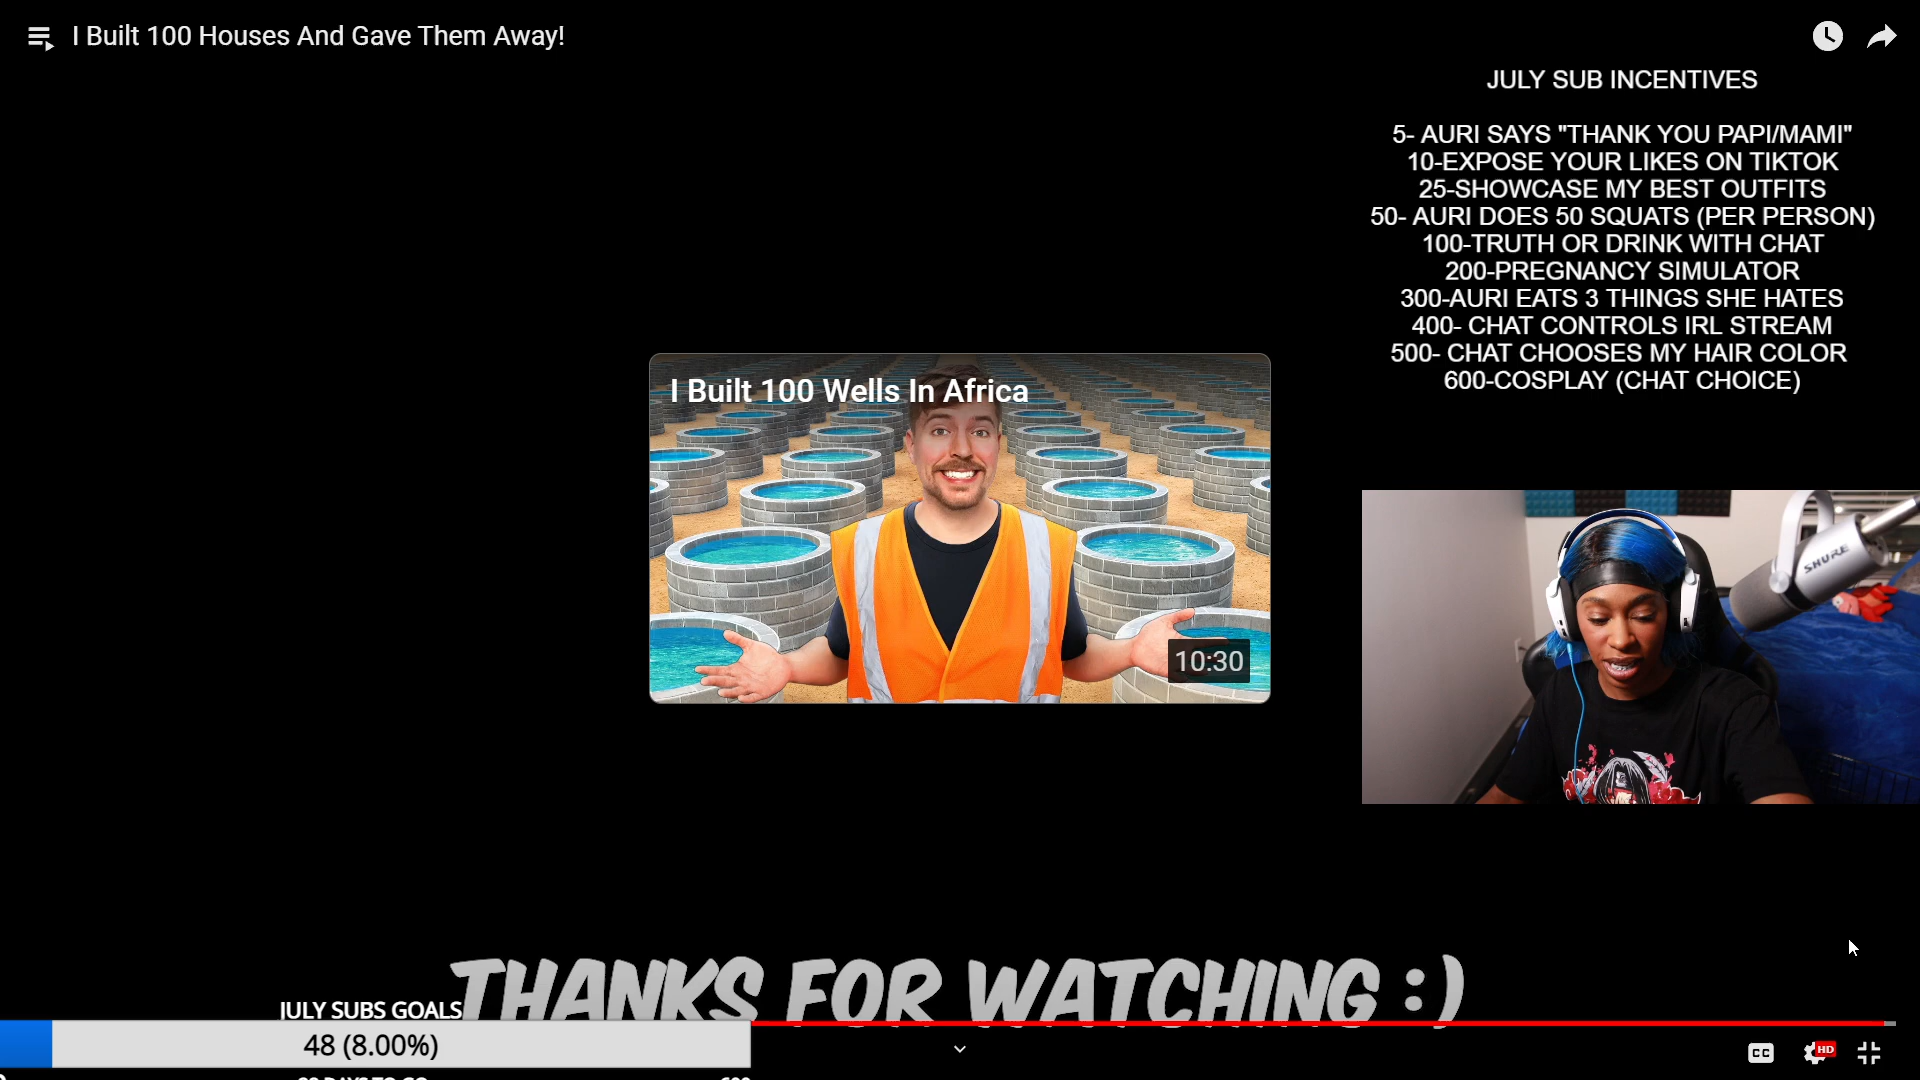 I Built 100 Houses And Gave Them Away!
JULY SUB INCENTIVES
5- AURI SAYS "THANK YOU PAPI/MAMI"
10-EXPOSE YOUR LIKES ON TIKTOK
25-SHOWCASE MY BEST OUTFITS
50- AURI DOES 50 SQUATS (PER PERSON)
100-TRUTH OR DRINK WITH CHAT
200-PREGNANCY SIMULATOR
300-AURI EATS 3 THINGS SHE HATES
400- CHAT CONTROLS IRL STREAM
500- CHAT CHOOSES MY HAIR COLOR
600-COSPLAY (CHAT CHOICE)
I Built 100 Wells In Africa
10:30
SHURE
THANKS FOR WATCHING :)
JULY SUBS GOALS
48 (8.00%)
CC
HD